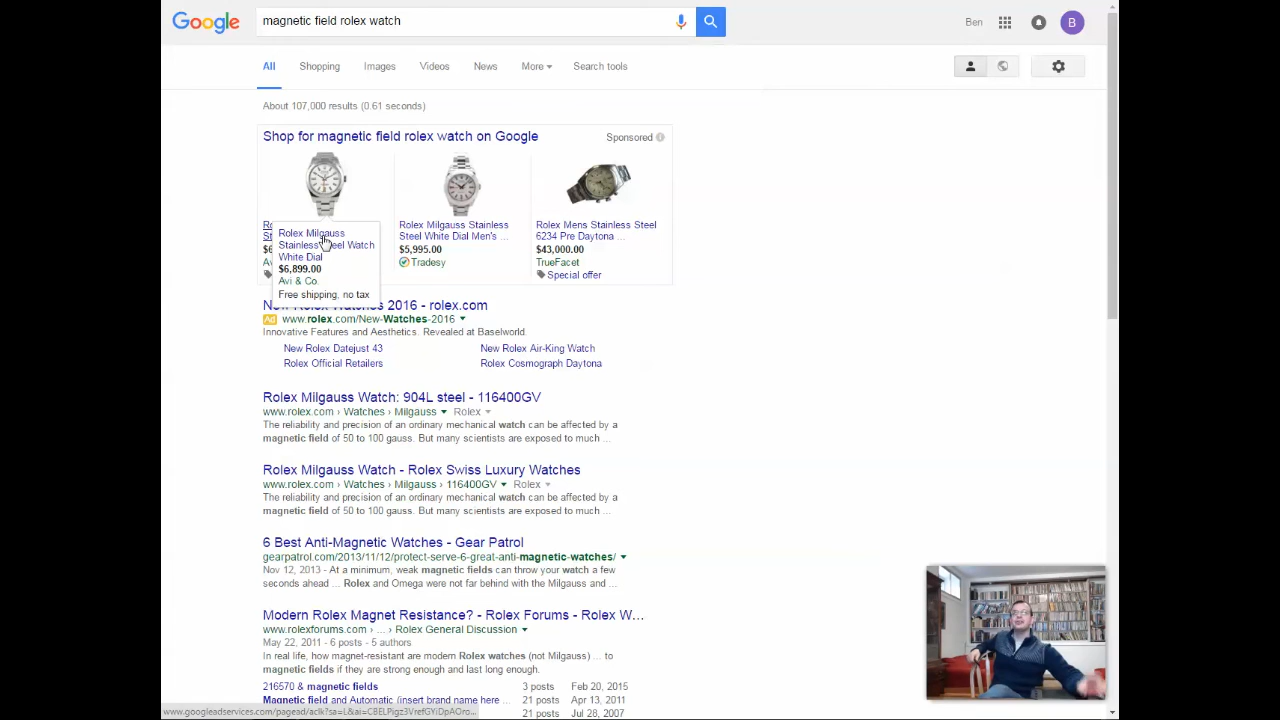 Google
magnetic field rolex watch
Ben
B
All
Shopping
Images
Videos
News
More
Search tools
About 107,000 results (0.61 seconds)
Shop for magnetic field rolex watch on Google
Sponsored
Rolex Milgauss
Stainless Steel Watch
White Dial
$6,899.00
Avi & Co.
Free shipping, no tax
Rolex Milgauss Stainless
Steel White Dial Men's ...
$5,995.00
Tradesy
Rolex Mens Stainless Steel
6234 Pre Daytona ...
$43,000.00
TrueFacet
Special offer
New Rolex Watches 2016 - rolex.com
Ad www.rolex.com/New-Watches-2016
Innovative Features and Aesthetics. Revealed at Baselworld.
New Rolex Datejust 43
New Rolex Air-King Watch
Rolex Official Retailers
Rolex Cosmograph Daytona
Rolex Milgauss Watch: 904L steel - 116400GV
www.rolex.com › Watches › Milgauss Rolex
The reliability and precision of an ordinary mechanical watch can be affected by a
magnetic field of 50 to 100 gauss. But many scientists are exposed to much ...
Rolex Milgauss Watch - Rolex Swiss Luxury Watches
www.rolex.com › Watches › Milgauss › 116400GV Rolex
The reliability and precision of an ordinary mechanical watch can be affected by a
magnetic field of 50 to 100 gauss. But many scientists are exposed to much ...
6 Best Anti-Magnetic Watches - Gear Patrol
gearpatrol.com/2013/11/12/protect-serve-6-great-anti-magnetic-watches/
Nov 12, 2013 - At a minimum, weak magnetic fields can throw your watch a few
seconds ahead ... Rolex and Omega were not far behind with the Milgauss and ...
Modern Rolex Magnet Resistance? - Rolex Forums - Rolex W...
www.rolexforums.com › ... › Rolex General Discussion
May 22, 2011 - 6 posts - 5 authors
In real life, how magnet-resistant are modern Rolex watches (not Milgauss) ... to
magnetic fields if they are strong enough and last long enough.
216570 & magnetic fields 3 posts Feb 20, 2015
Magnetic field and Automatic (insert brand name here ... 21 posts Apr 13, 2011
21 posts Jul 28, 2007